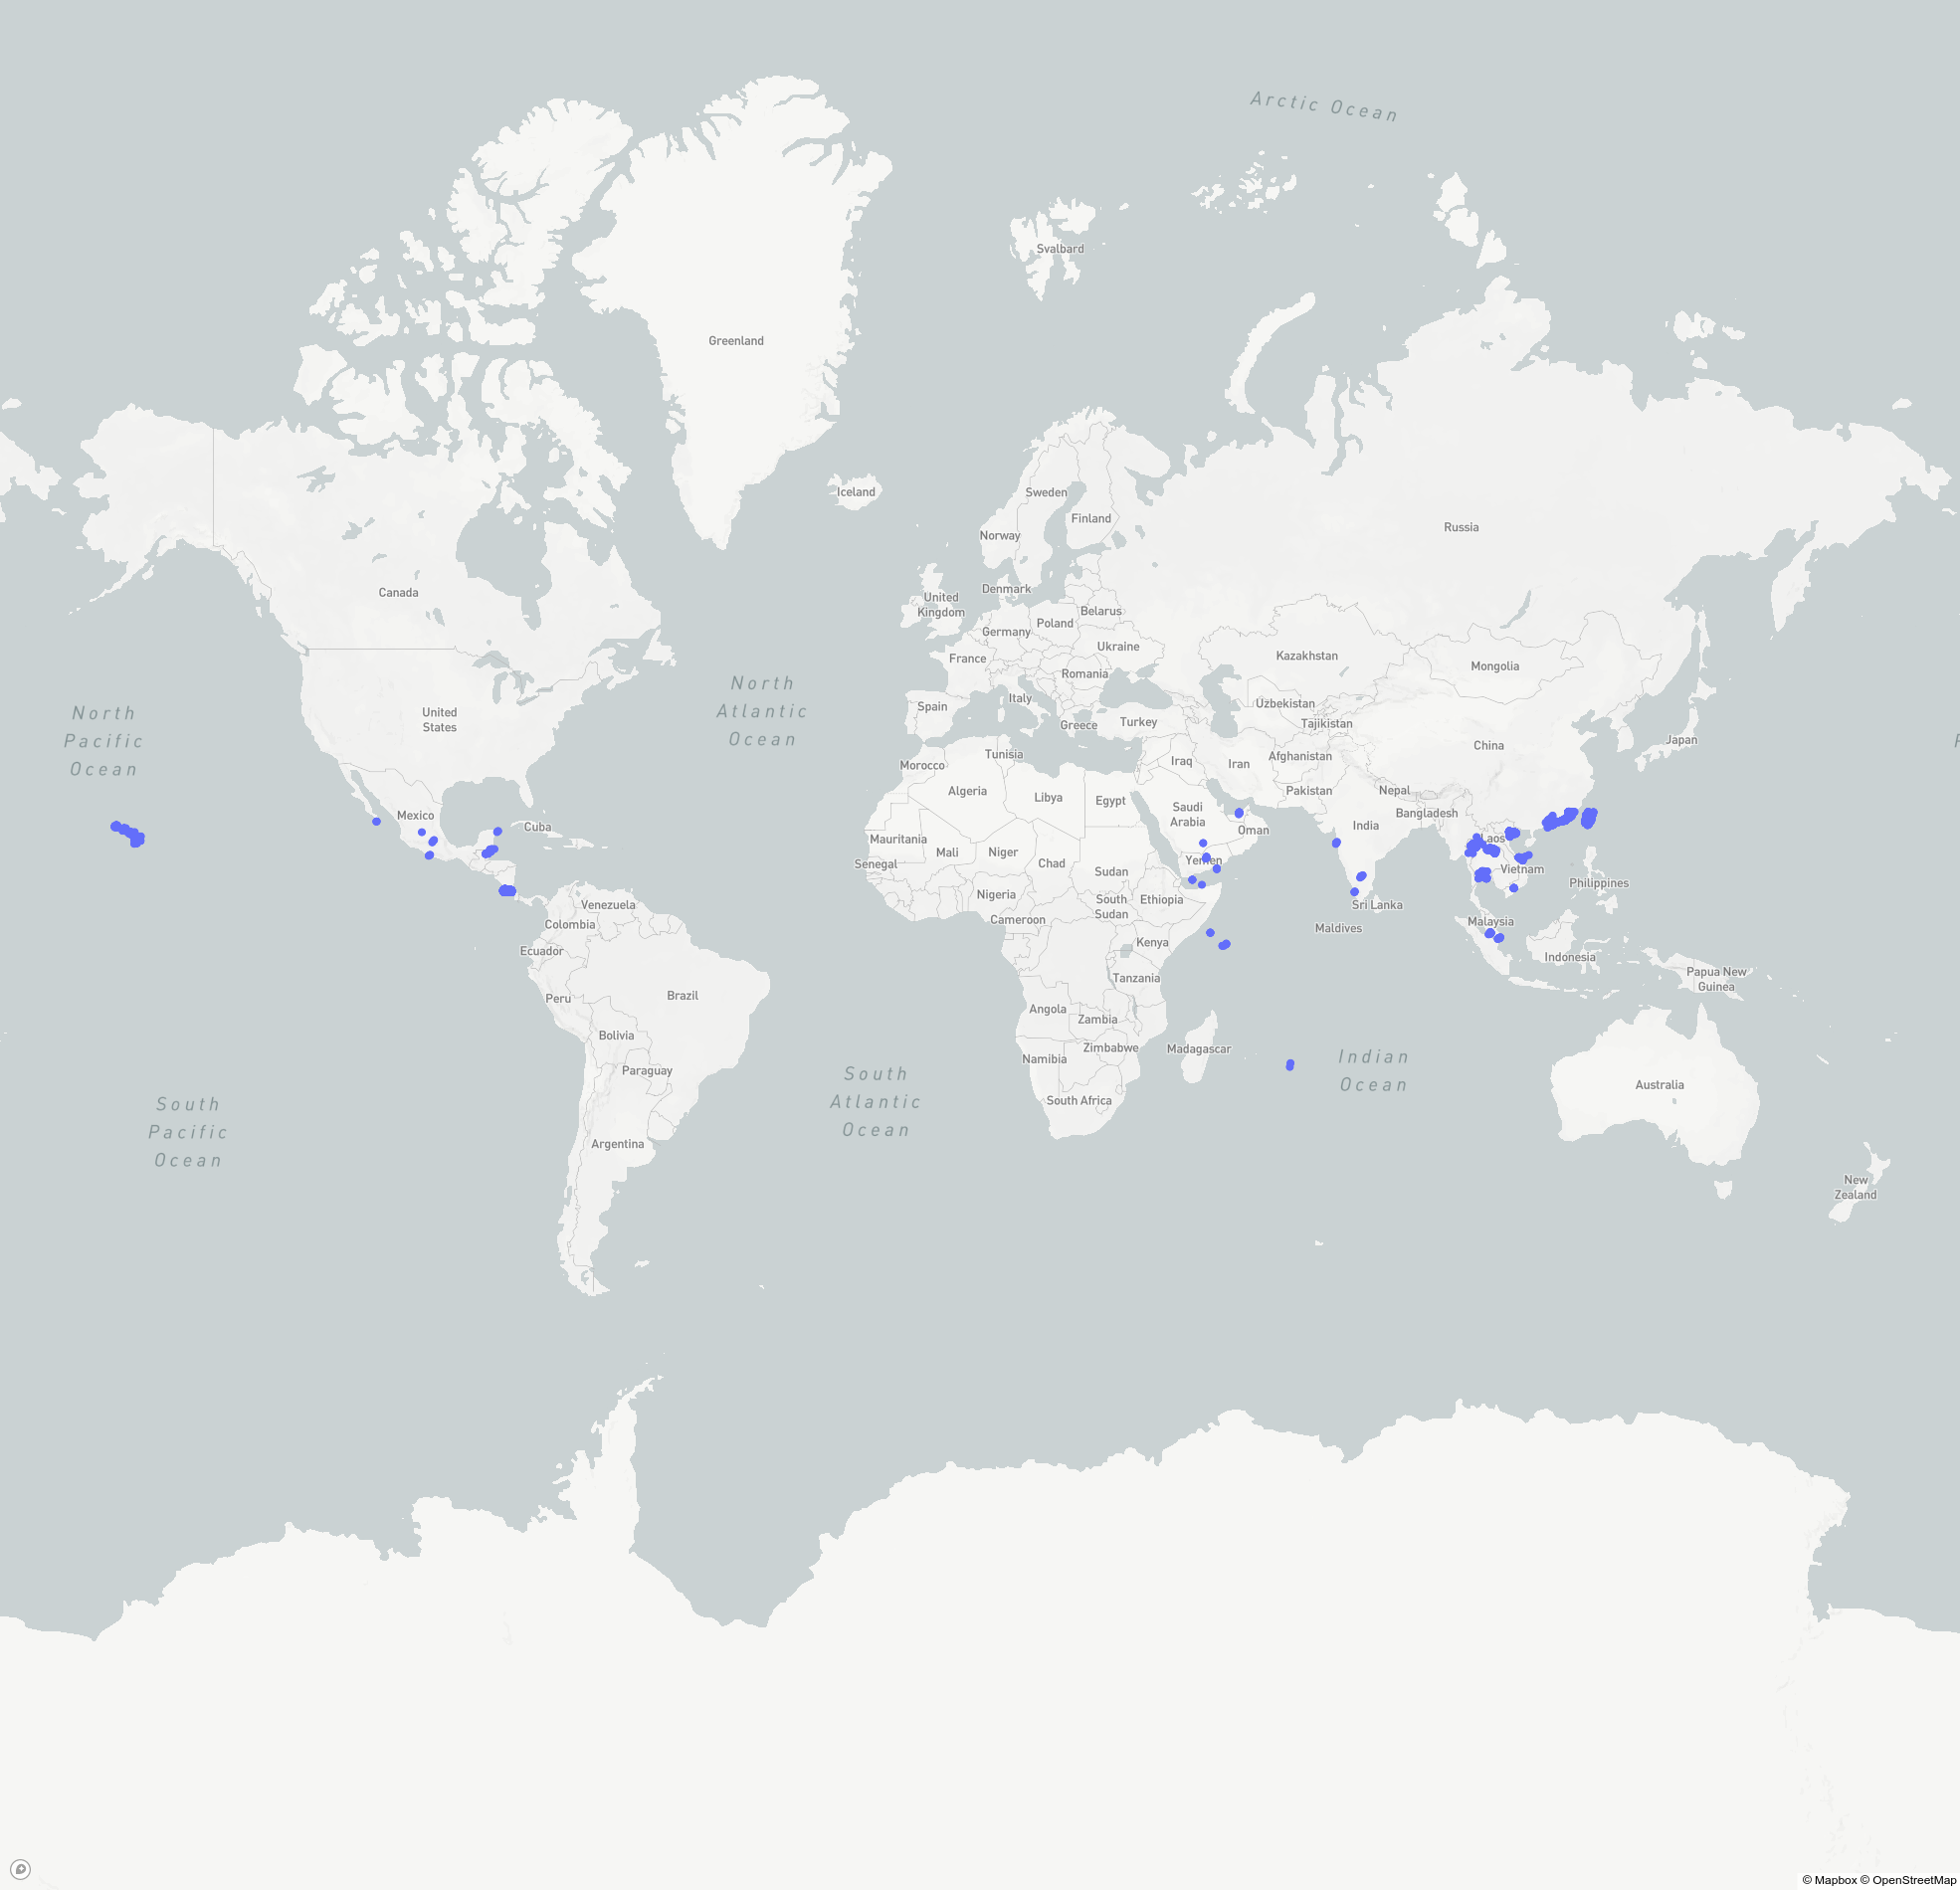 Arctic Ocean
Svalbard
Greenland
Iceland
Sweden
Finland
Norway
Russia
Denmark
Canada
United
Kingdom
Belarus
Poland
Germany
Ukraine
France
Kazakhstan
Mongolia
Romania
North
Atlantic
Ocean
Italy
Spain
Uzbekistan
Turkey
Greece
Tajikistan
United
States
North
Pacific
Ocean
Japan
P
China
Tunisia
Morocco
Iraq
Iran
Afghanistan
Algeria
Libya
Egypt
Pakistan
Nepal
Saudi
Arabia
Bangladesh
Mexico
Cuba
India
Oman
Mauritania
Mali
Niger
Chad
Laos
Senegal
Yemen
Sudan
Vietnam
Philippines
Nigeria
South
Sudan
Ethiopia
Venezuela
Sri Lanka
Colombia
Cameroon
Maldives
Malaysia
Ecuador
Kenya
Indonesia
Papua New
Guinea
Tanzania
Peru
Brazil
Angola
Zambia
Bolivia
Zimbabwe
Madagascar
Namibia
Indian
Ocean
Paraguay
South
Atlantic
Ocean
Australia
South Africa
South
Pacific
Ocean
Argentina
New
Zealand
© Mapbox © OpenStreetMap